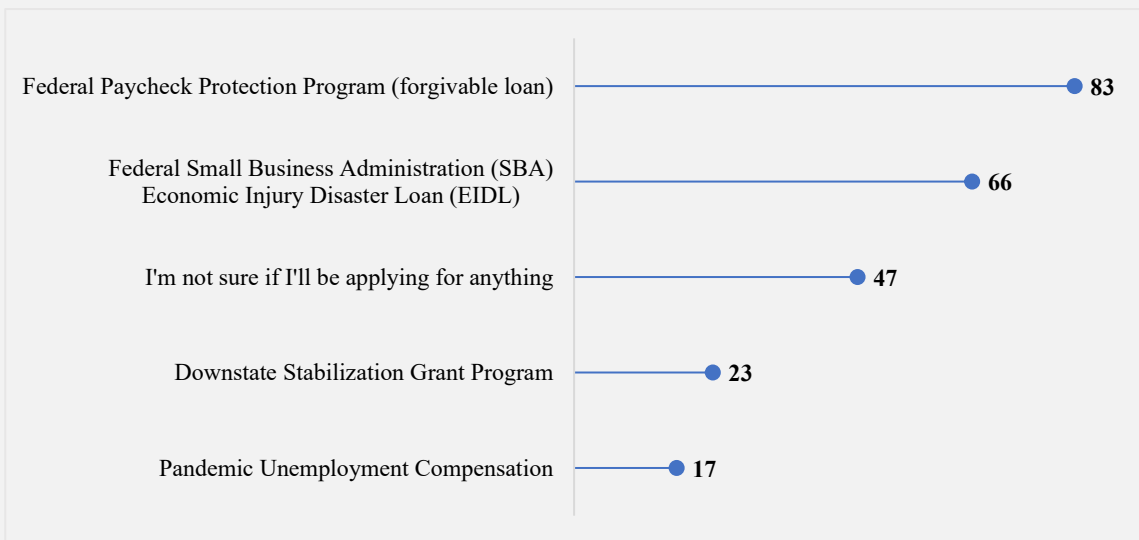 Federal Paycheck Protection Program (forgivable loan)
83
Federal Small Business Administration (SBA)
Economic Injury Disaster Loan (EIDL)
66
I'm not sure if I'll be applying for anything
47
Downstate Stabilization Grant Program
23
Pandemic Unemployment Compensation
17